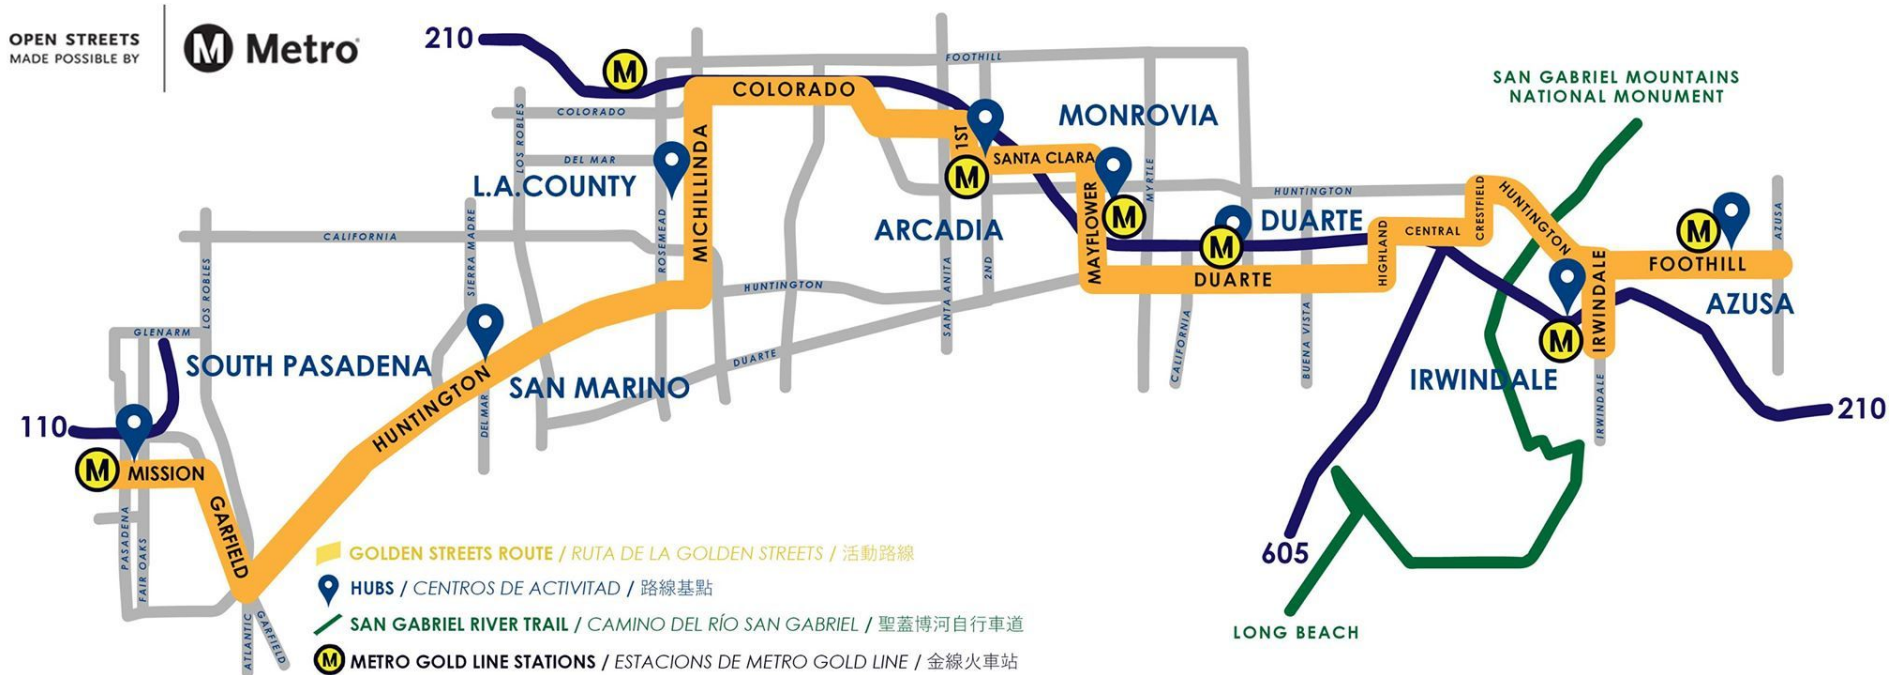 OPEN STREETS
MADE POSSIBLE BY
M Metro
210
M
FOOTHILL
SAN GABRIEL MOUNTAINS
NATIONAL MONUMENT
COLORADO
COLORADO
LOS ROBLES
MONROVIA
1ST
DEL MAR
SANTA CLARA
L.A.COUNTY
MICHILLINDA
M
MYRTLE
HUNTINGTON
CRESTFIELD
HUNTINGTON
MAYFLOWER
M
ARCADIA
DUARTE
M
M
AZUSA
SIERRA MADRE
CALIFORNIA
ROSEMEAD
HIGHLAND
CENTRAL
LOS ROBLES
SANTA ANITA
2ND
DUARTE
IRWINDALE
FOOTHILL
HUNTINGTON
AZUSA
GLENARM
CALIFORNIA
BUENA VISTA
M
SOUTH PASADENA
DUARTE
SAN MARINO
IRWINDALE
HUNTINGTON
DEL MAR
IRWINDALE
110
210
M
MISSION
GARFIELD
PASADENA
FAIR OAKS
605
GOLDEN STREETS ROUTE / RUTA DE LA GOLDEN STREETS / 活動路線
HUBS / CENTROS DE ACTIVITAD / 路線基點
SAN GABRIEL RIVER TRAIL / CAMINO DEL RÍO SAN GABRIEL / 聖蓋博河自行車道
LONG BEACH
ATLANTIC
GARFIELD
M METRO GOLD LINE STATIONS / ESTACIONS DE METRO GOLD LINE / 金線火車站